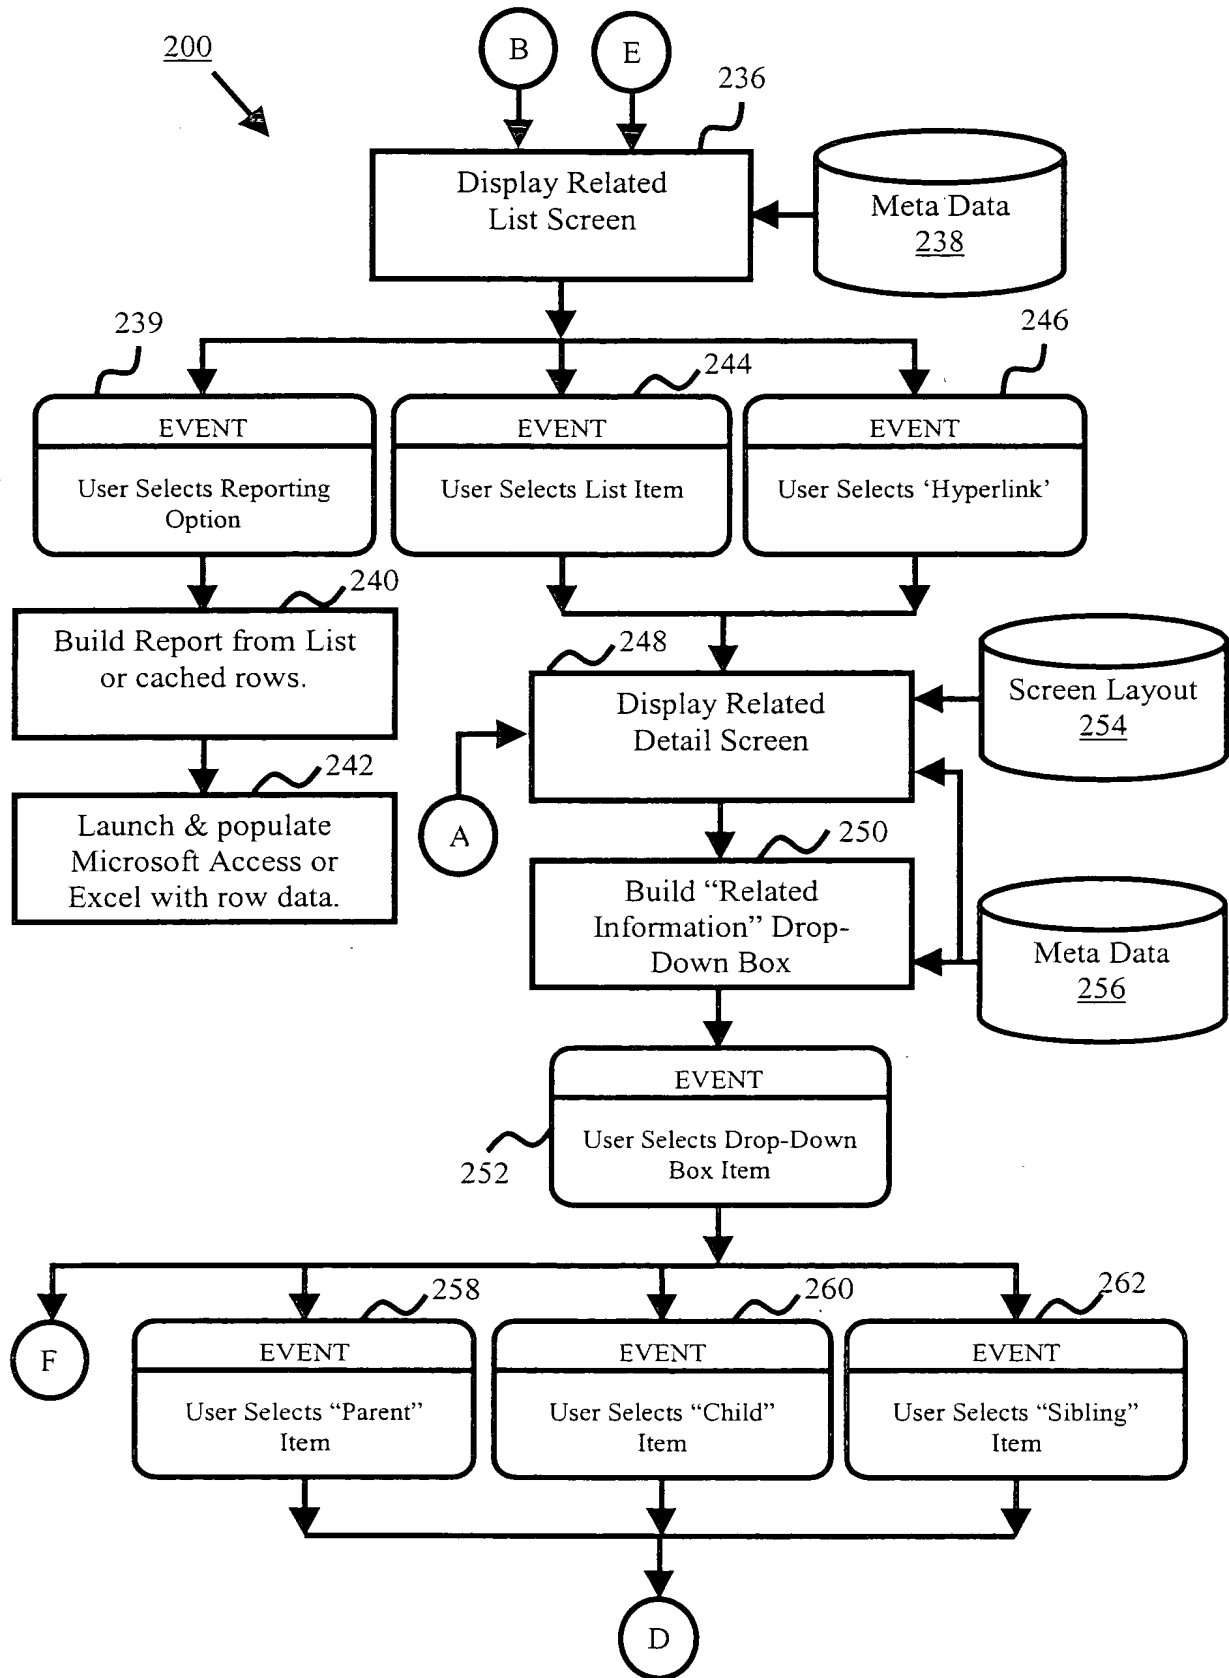 200
B
E
236
Display Related
List Screen
Meta Data
238
239
244
246
EVENT
User Selects Reporting
Option
EVENT
User Selects List Item
EVENT
User Selects ‘Hyperlink’
240
Build Report from List
or cached rows.
248
Display Related
Detail Screen
Screen Layout
254
242
Launch & populate
Microsoft Access or
Excel with row data.
A
250
Build “Related
Information” Drop-
Down Box
Meta Data
256
EVENT
User Selects Drop-Down
Box Item
252
258
260
262
F
EVENT
User Selects “Parent”
Item
EVENT
User Selects “Child”
Item
EVENT
User Selects “Sibling”
Item
D